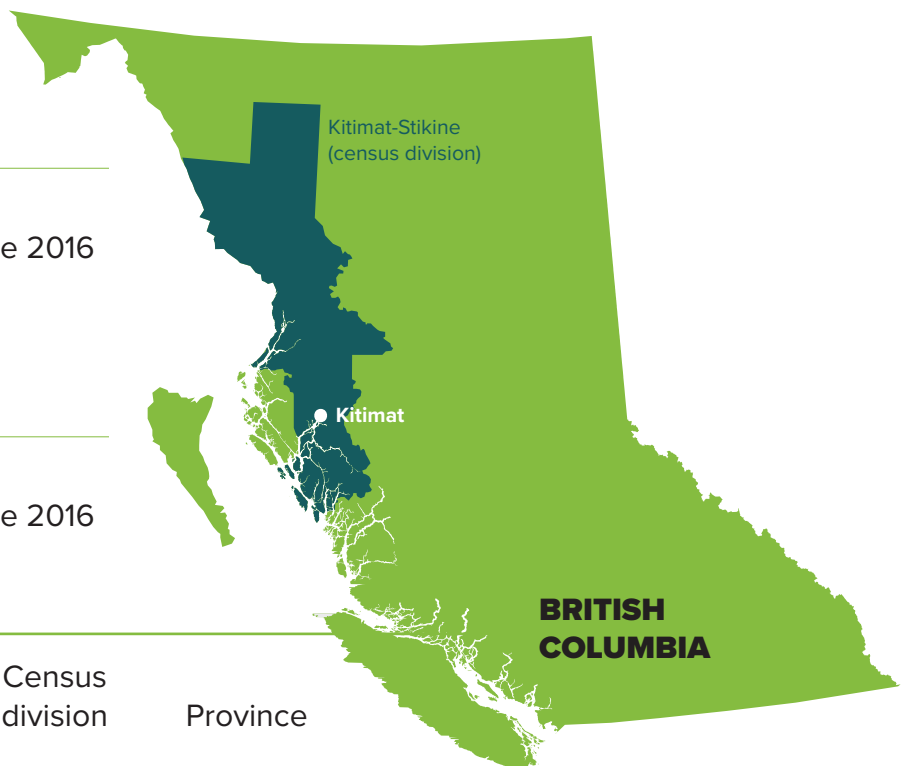 Kitimat-Stikine
(census division)
e 2016
Kitimat
e 2016
BRITISH
COLUMBIA
Census
division
Province